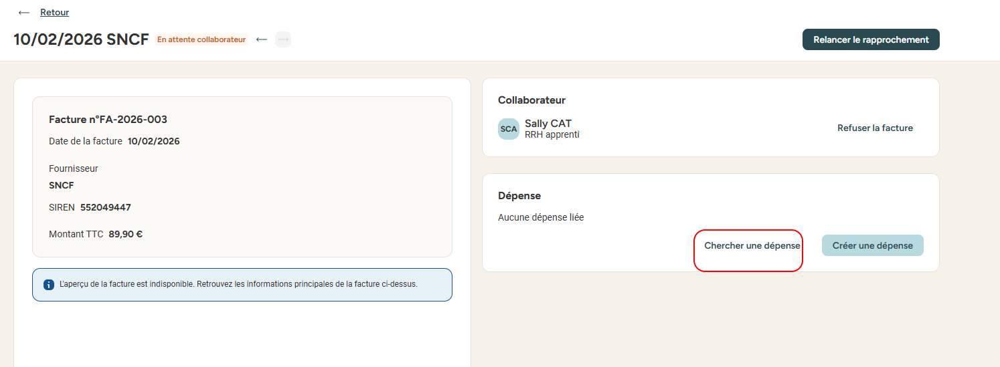 Retour
10/02/2026 SNCF En attente collaborateur
Relancer le rapprochement
Facture n°FA-2026-003
Date de la facture 10/02/2026
Fournisseur
SNCF
SIREN 552049447
Montant TTC 89,90 €
L'aperçu de la facture est indisponible. Retrouvez les informations principales de la facture ci-dessus.
Collaborateur
SCA
Sally CAT
RRH apprenti
Refuser la facture
Dépense
Aucune dépense liée
Chercher une dépense
Créer une dépense